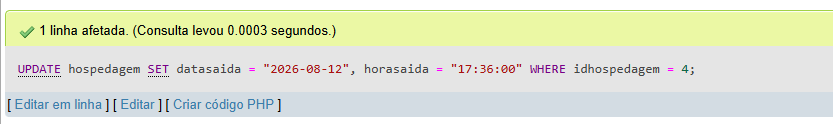 1 linha afetada. (Consulta levou 0.0003 segundos.)
UPDATE hospedagem SET datasaida = "2026-08-12", horasaida = "17:36:00" WHERE idhospedagem = 4;
[ Editar em linha ] [ Editar ] [ Criar código PHP ]